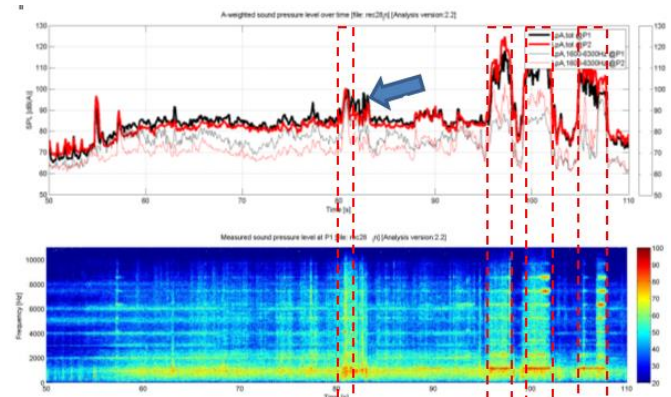 A-weighted sound pressure level over time [file: rec28_ [Analysis version:2.2]
SPL [dB(A)]
130
120
110
100
90
80
70
60
50
130
110
90
70
50
pA,tot @P1
pA,tot @P2
pA,1600-6300Hz @P1
pA,1600-6300Hz @P2
50 60 70 80 90 100 110
Time [s]
Measured sound pressure level at P1 [file: rec28 [Analysis version:2.2]
Frequency [Hz]
10000
8000
6000
4000
2000
0
100
90
80
70
60
50
40
30
20
50 60 70 80 90 100 110
Time [s]